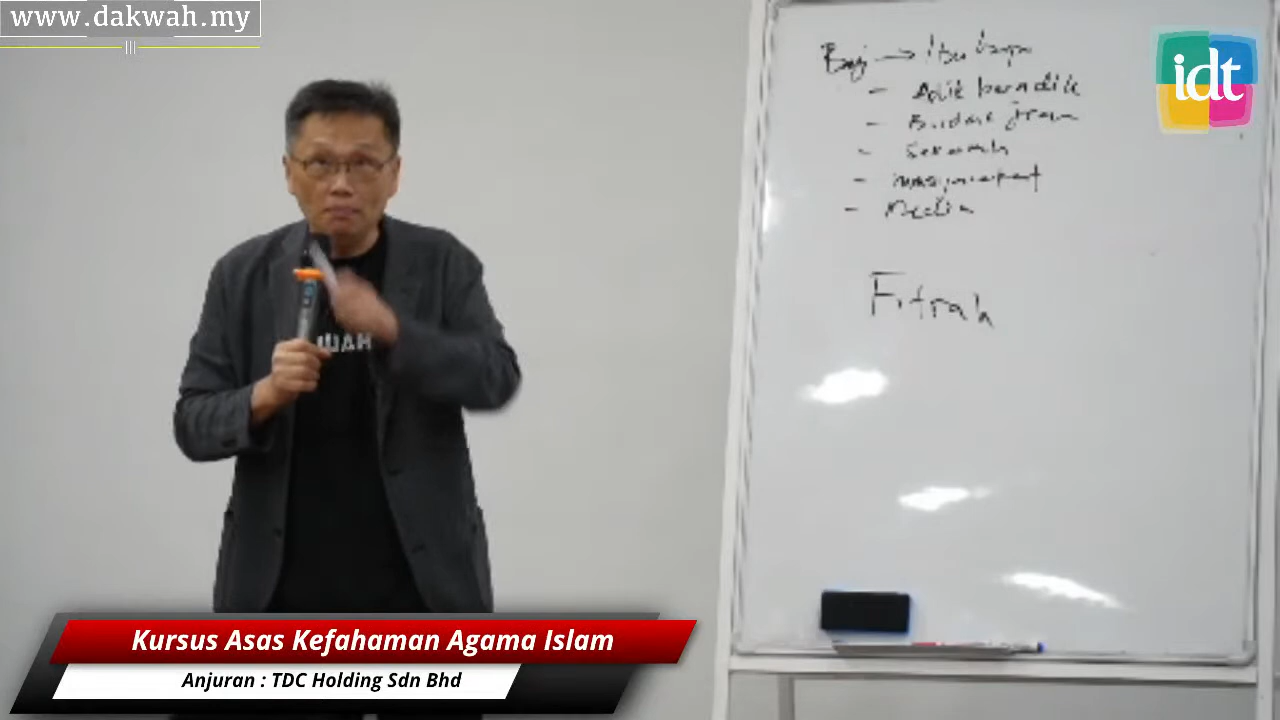 www.dakwah.my
idt
Bayi → Ibu bapa
- Adik beradik
- Budak jiran
- Sekolah
- masyarakat
- Media
Fitrah
WAH
Kursus Asas Kefahaman Agama Islam
Anjuran : TDC Holding Sdn Bhd